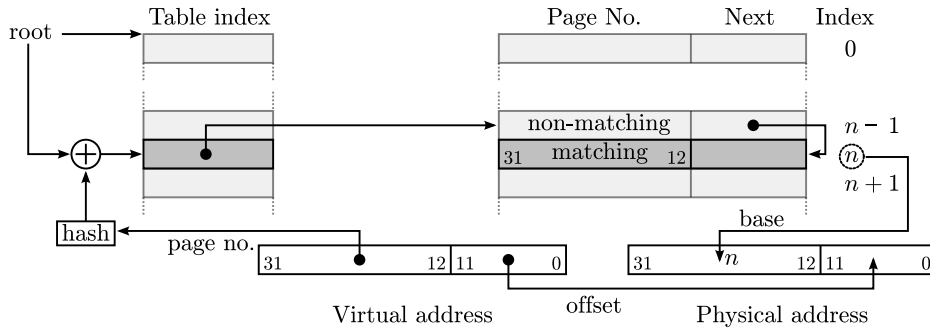 Table index Page No. Next Index
root
0
non-matching n − 1
31 matching 12 n
n + 1
hash page no. base
31 12 11 0 31 n 12 11 0
offset
Virtual address Physical address